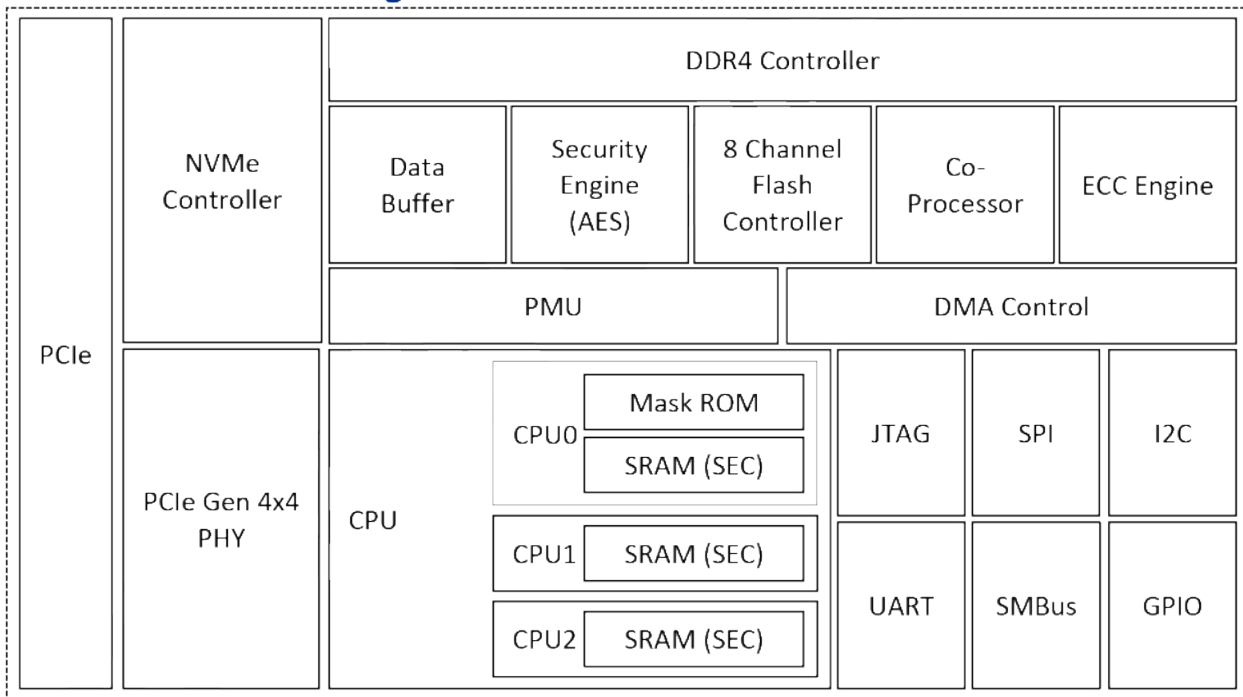 DDR4 Controller
NVMe
Controller
Data
Buffer
Security
Engine
(AES)
8 Channel
Flash
Controller
Co-
Processor
ECC Engine
PMU
DMA Control
PCIe
PCIe Gen 4x4
PHY
CPU
CPU0
Mask ROM
SRAM (SEC)
CPU1
SRAM (SEC)
CPU2
SRAM (SEC)
JTAG
SPI
I2C
UART
SMBus
GPIO